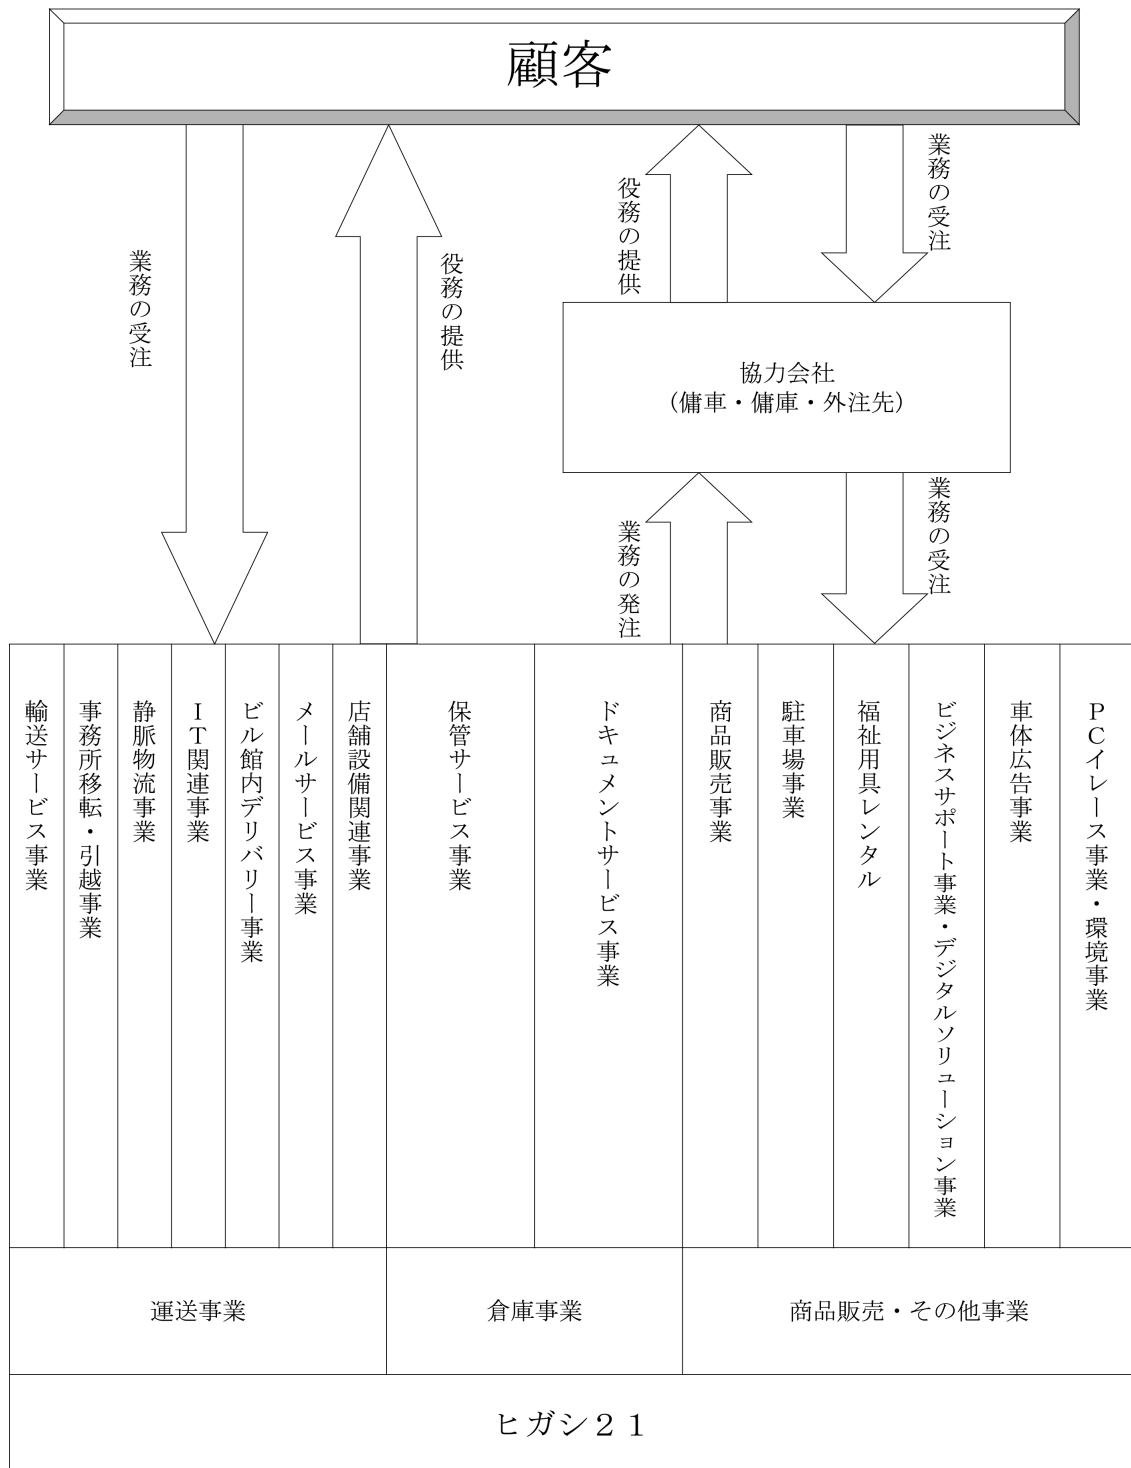 顧客
業務の受注
役務の提供
役務の提供
業務の受注
協力会社
（傭車・傭庫・外注先）
業務の発注
業務の受注
輸送サービス事業
事務所移転・引越事業
静脈物流事業
ＩＴ関連事業
ビル館内デリバリー事業
メールサービス事業
店舗設備関連事業
保管サービス事業
ドキュメントサービス事業
商品販売事業
駐車場事業
福祉用具レンタル
ビジネスサポート事業・デジタルソリューション事業
車体広告事業
ＰＣイレース事業・環境事業
運送事業
倉庫事業
商品販売・その他事業
ヒガシ２１